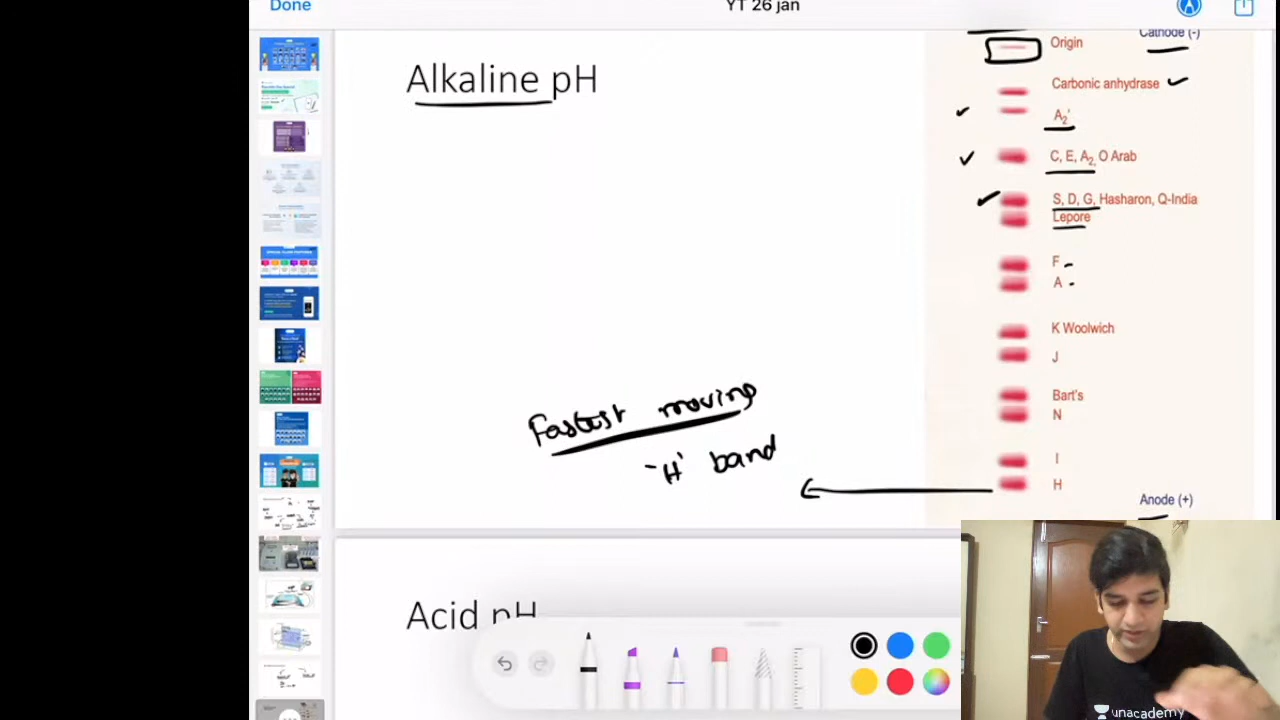 Done
YT 26 jan
Alkaline pH
Cathode (-)
Origin
Carbonic anhydrase
A2'
C, E, A2, O Arab
S, D, G, Hasharon, Q-India
Lepore
F
A
K Woolwich
J
Bart's
N
I
H
Anode (+)
Fastest moving
'H' band
Acid pH
unacademy